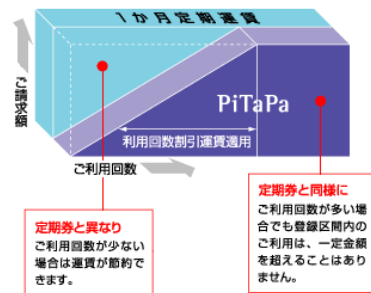 1か月定期運賃
ご請求額
PiTaPa
利用回数割引運賃適用
ご利用回数
定期券と異なり
ご利用回数が少ない
場合は運賃が節約で
きます。
定期券と同様に
ご利用回数が多い場
合でも登録区間内の
ご利用は、一定金額
を超えることはあり
ません。